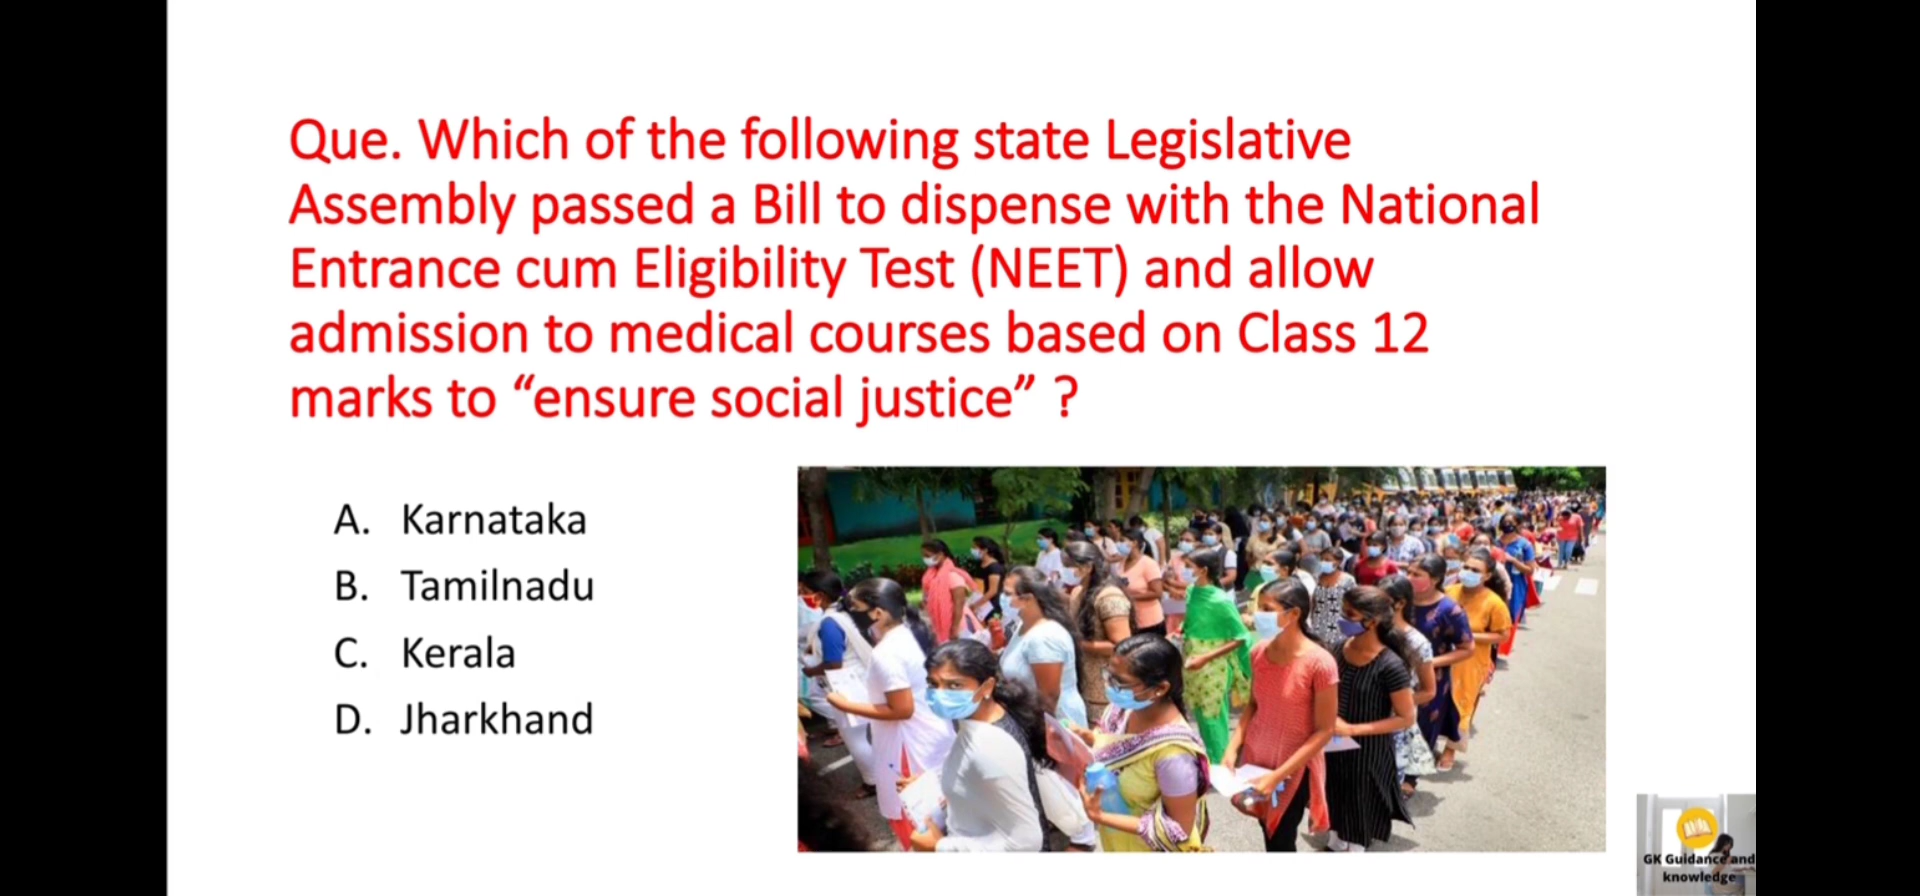 Que. Which of the following state Legislative
Assembly passed a Bill to dispense with the National
Entrance cum Eligibility Test (NEET) and allow
admission to medical courses based on Class 12
marks to “ensure social justice” ?
A. Karnataka
B. Tamilnadu
C. Kerala
D. Jharkhand
GK Guidance and
knowledge